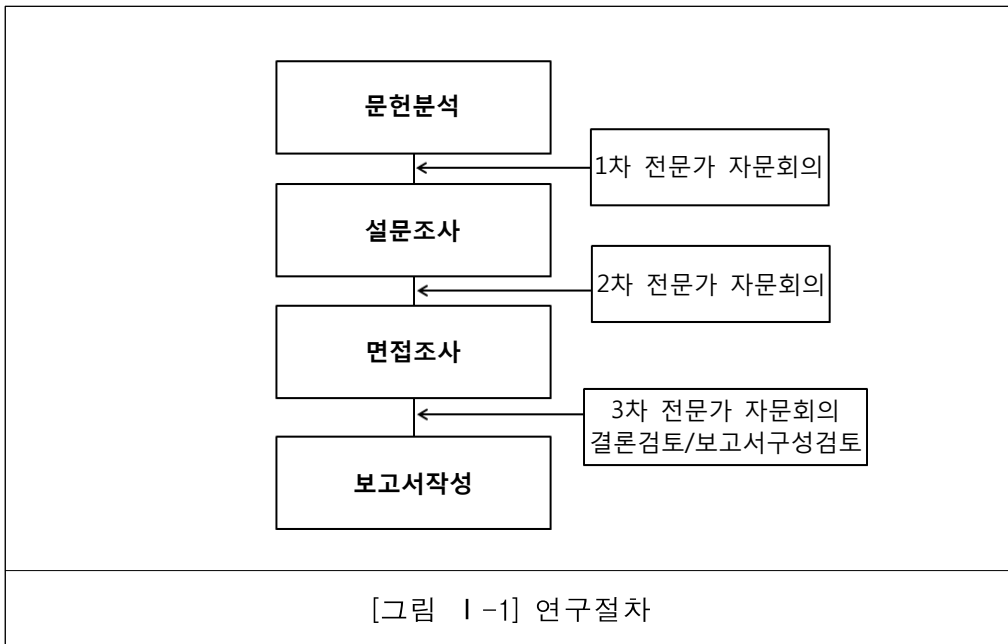 문헌분석
1차 전문가 자문회의
설문조사
2차 전문가 자문회의
면접조사
3차 전문가 자문회의
결론검토/보고서구성검토
보고서작성
[그림 Ⅰ-1] 연구절차